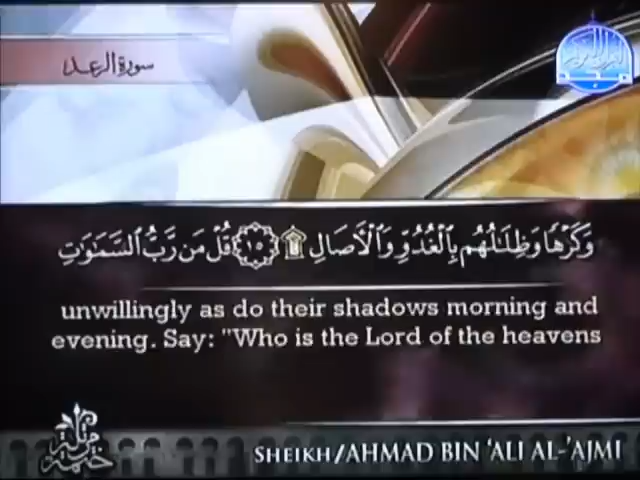 سورة الرعد
وَكَرْهًا وَظِلَٰلُهُم بِٱلْغُدُوِّ وَٱلْءَاصَالِ ۩ ١٥ قُلْ مَن رَّبُّ ٱلسَّمَٰوَٰتِ
unwillingly as do their shadows morning and
evening. Say: "Who is the Lord of the heavens
SHEIKH/AHMAD BIN 'ALI AL-'AJMI